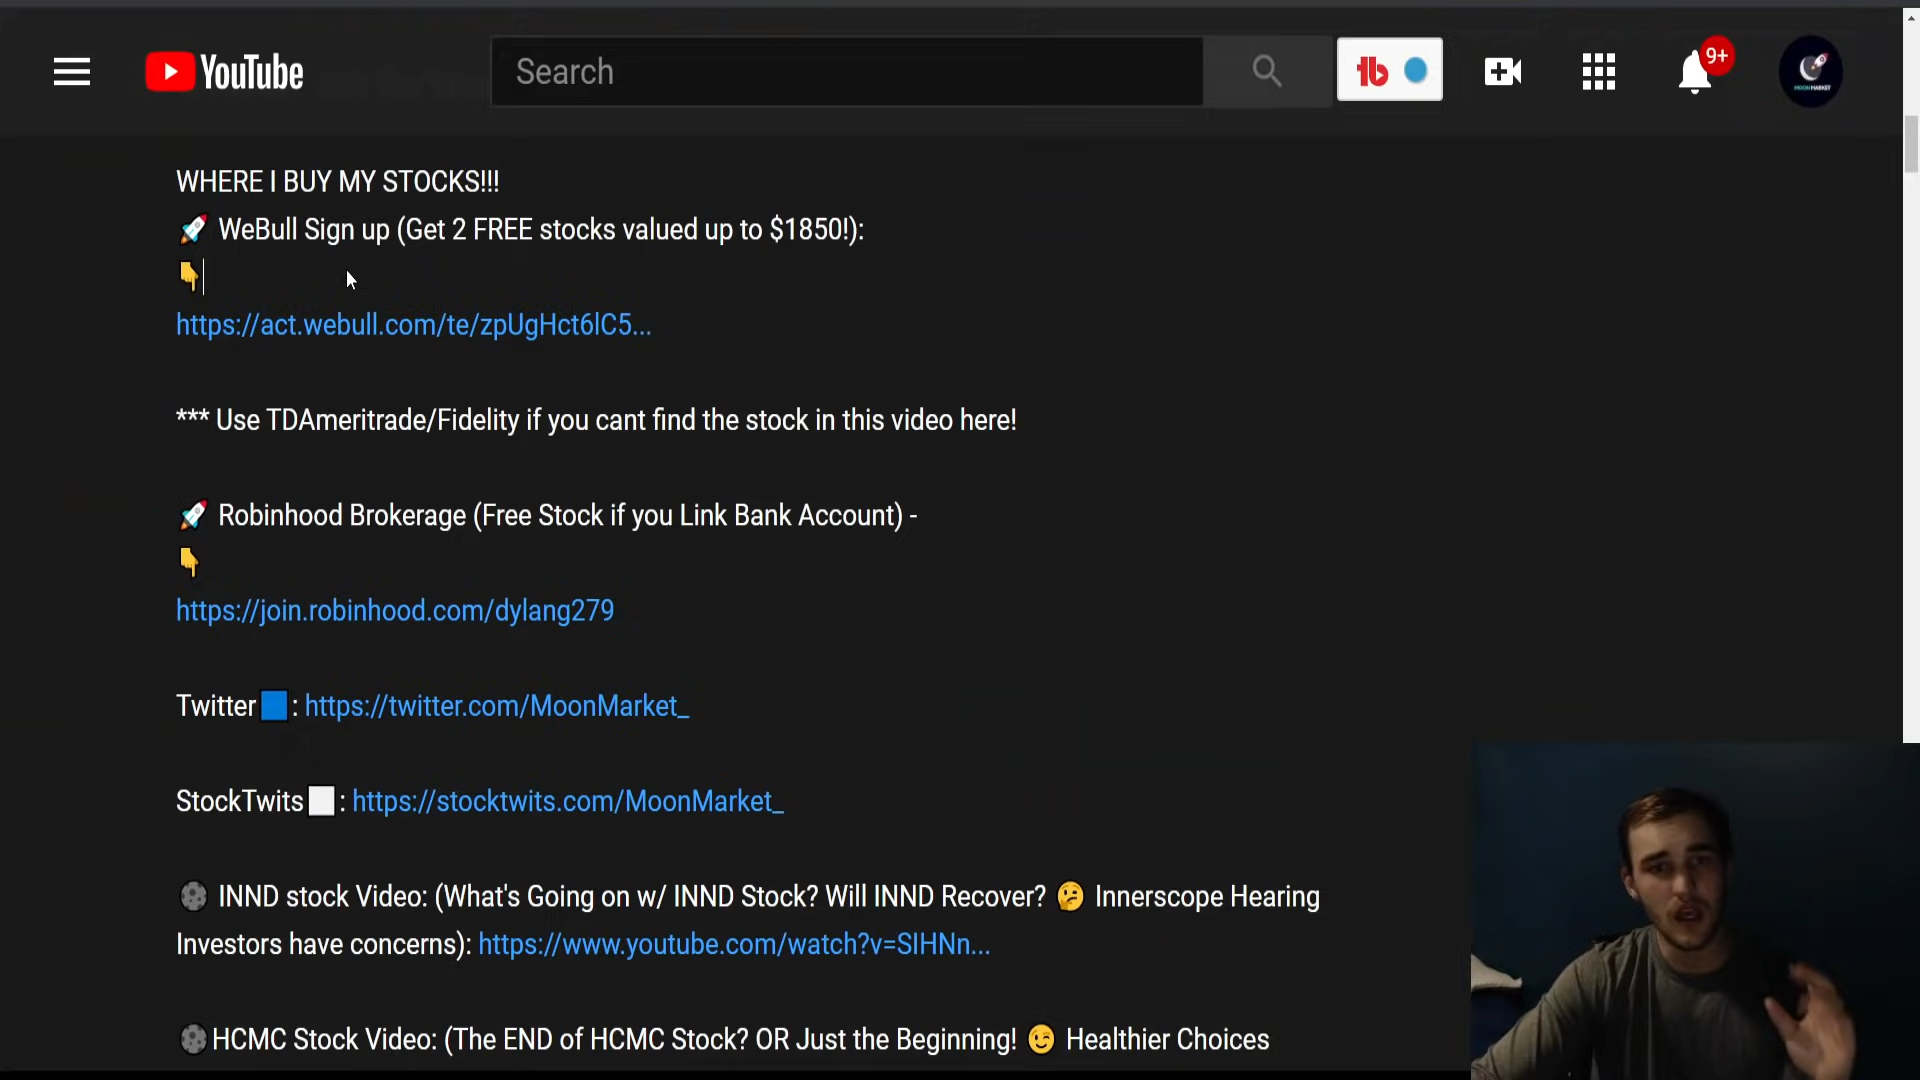 YouTube
Search
tb
9+
MOON MARKET
WHERE I BUY MY STOCKS!!!
🚀 WeBull Sign up (Get 2 FREE stocks valued up to $1850!):
👇
https://act.webull.com/te/zpUgHct6lC5...
*** Use TDAmeritrade/Fidelity if you cant find the stock in this video here!
🚀 Robinhood Brokerage (Free Stock if you Link Bank Account) -
👇
https://join.robinhood.com/dylang279
Twitter🟦: https://twitter.com/MoonMarket_
StockTwits⬜: https://stocktwits.com/MoonMarket_
INND stock Video: (What's Going on w/ INND Stock? Will INND Recover? 🤔 Innerscope Hearing
Investors have concerns): https://www.youtube.com/watch?v=SIHNn...
HCMC Stock Video: (The END of HCMC Stock? OR Just the Beginning! 😉 Healthier Choices